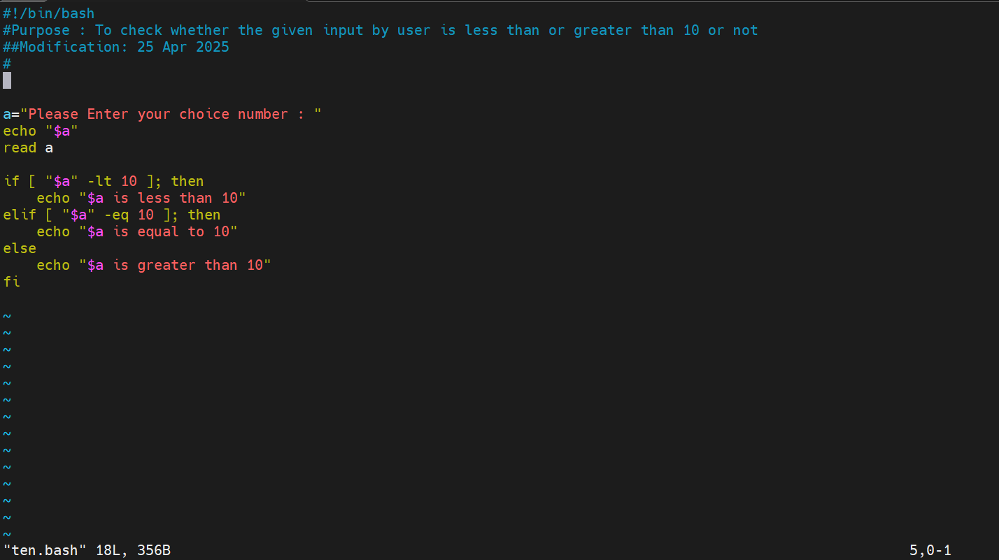 #!/bin/bash
#Purpose : To check whether the given input by user is less than or greater than 10 or not
##Modification: 25 Apr 2025
#
a="Please Enter your choice number : "
echo "$a"
read a
if [ "$a" -lt 10 ]; then
    echo "$a is less than 10"
elif [ "$a" -eq 10 ]; then
    echo "$a is equal to 10"
else
    echo "$a is greater than 10"
fi
~
~
~
~
~
~
~
~
~
~
~
~
~
~
"ten.bash" 18L, 356B 5,0-1